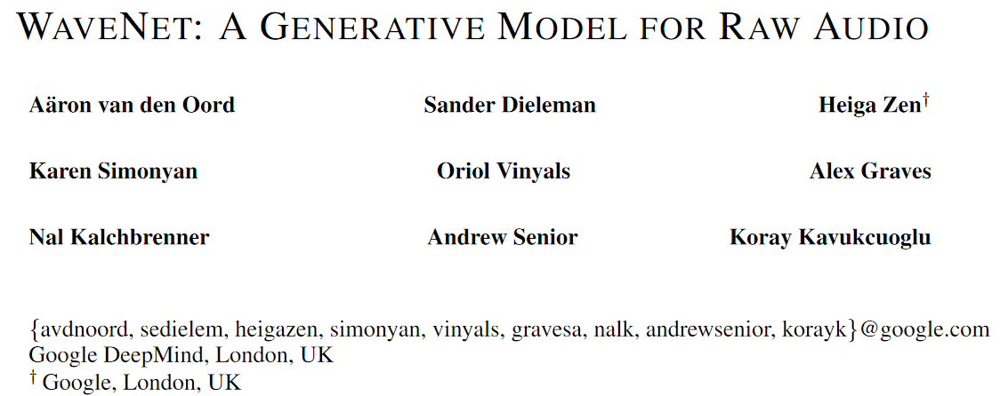 WAVENET: A GENERATIVE MODEL FOR RAW AUDIO
Aäron van den Oord Sander Dieleman Heiga Zen†
Karen Simonyan Oriol Vinyals Alex Graves
Nal Kalchbrenner Andrew Senior Koray Kavukcuoglu
{avdnoord, sedielem, heigazen, simonyan, vinyals, gravesa, nalk, andrewsenior, korayk}@google.com
Google DeepMind, London, UK
† Google, London, UK